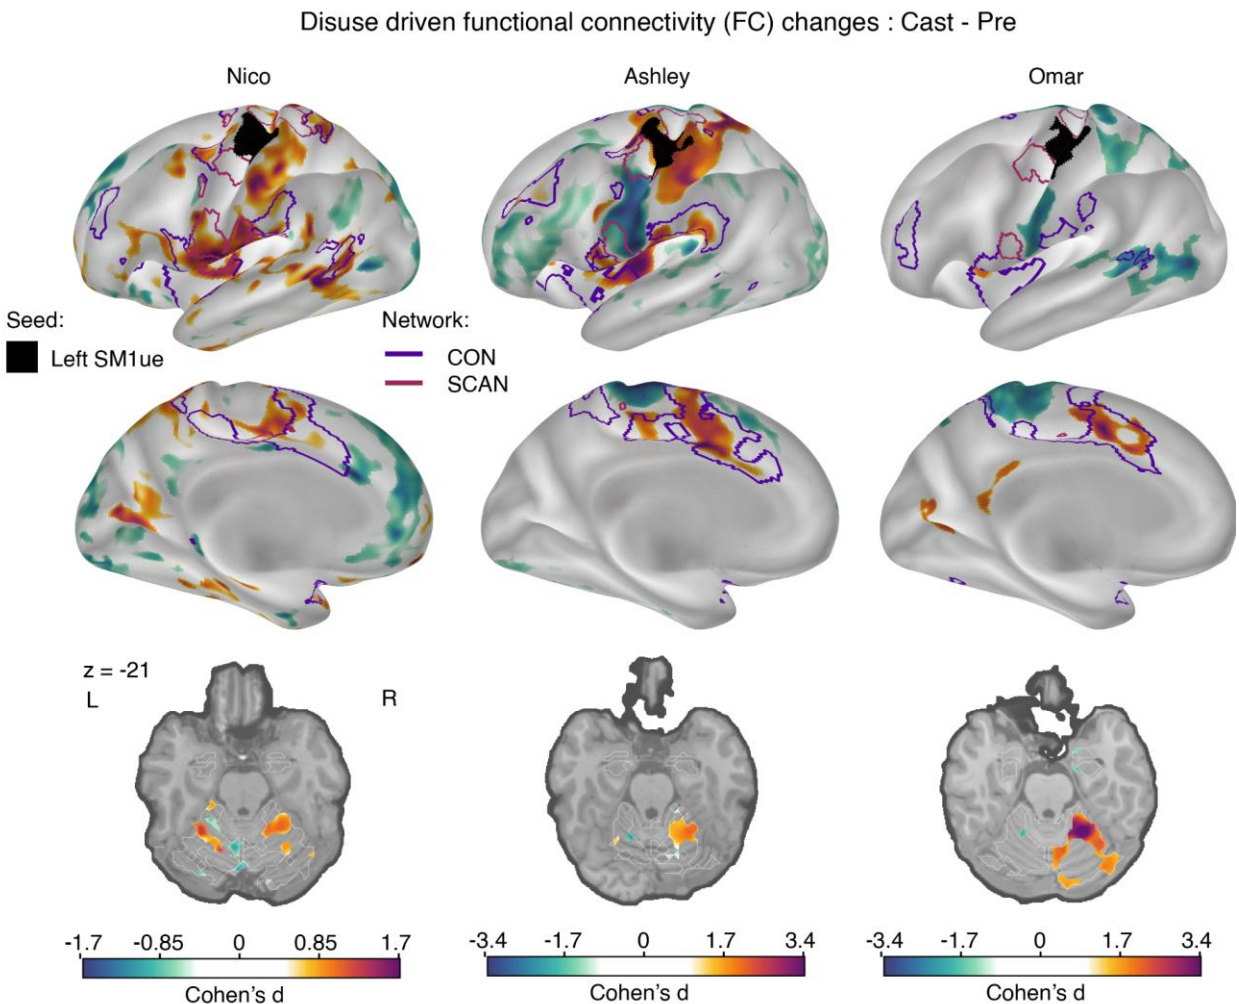 Disuse driven functional connectivity (FC) changes : Cast - Pre
Nico
Ashley
Omar
Seed:
Left SM1ue
Network:
CON
SCAN
z = -21
L
R
-1.7 -0.85 0 0.85 1.7
Cohen's d
-3.4 -1.7 0 1.7 3.4
Cohen's d
-3.4 -1.7 0 1.7 3.4
Cohen's d